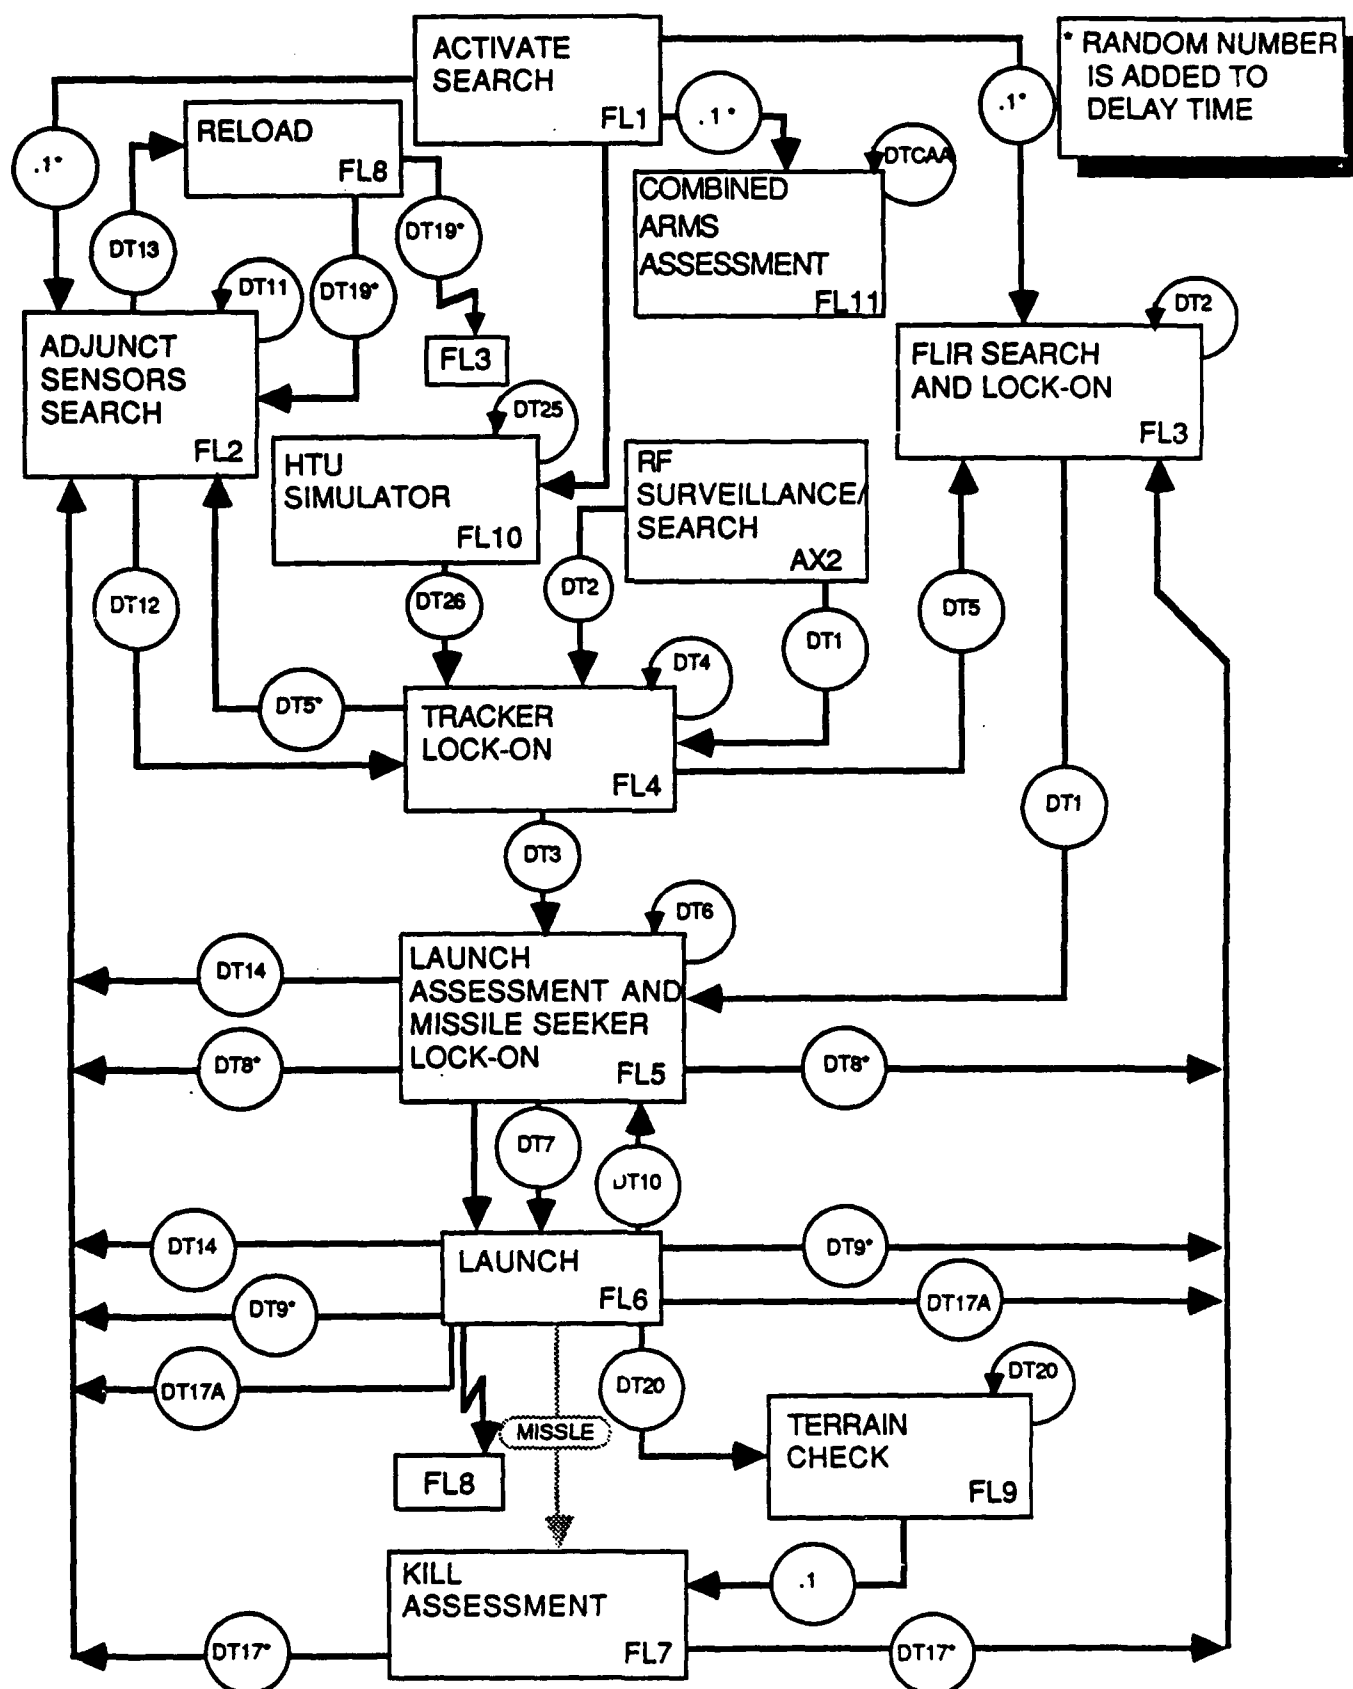 ACTIVATE
SEARCH
FL1
* RANDOM NUMBER
IS ADDED TO
DELAY TIME
.1*
.1*
.1*
RELOAD
FL8
DT13
DT19*
DT19*
FL3
DTCAA
COMBINED
ARMS
ASSESSMENT
FL11
DT11
ADJUNCT
SENSORS
SEARCH
FL2
DT2
FLIR SEARCH
AND LOCK-ON
FL3
DT25
HTU
SIMULATOR
FL10
RF
SURVEILLANCE/
SEARCH
AX2
DT12
DT26
DT2
DT1
DT5
DT5*
DT4
TRACKER
LOCK-ON
FL4
DT1
DT3
DT6
LAUNCH
ASSESSMENT AND
MISSILE SEEKER
LOCK-ON
FL5
DT14
DT8*
DT8*
DT7
DT10
LAUNCH
FL6
DT14
DT9*
DT9*
DT17A
DT17A
DT20
MISSLE
FL8
DT20
TERRAIN
CHECK
FL9
.1
KILL
ASSESSMENT
FL7
DT17*
DT17*